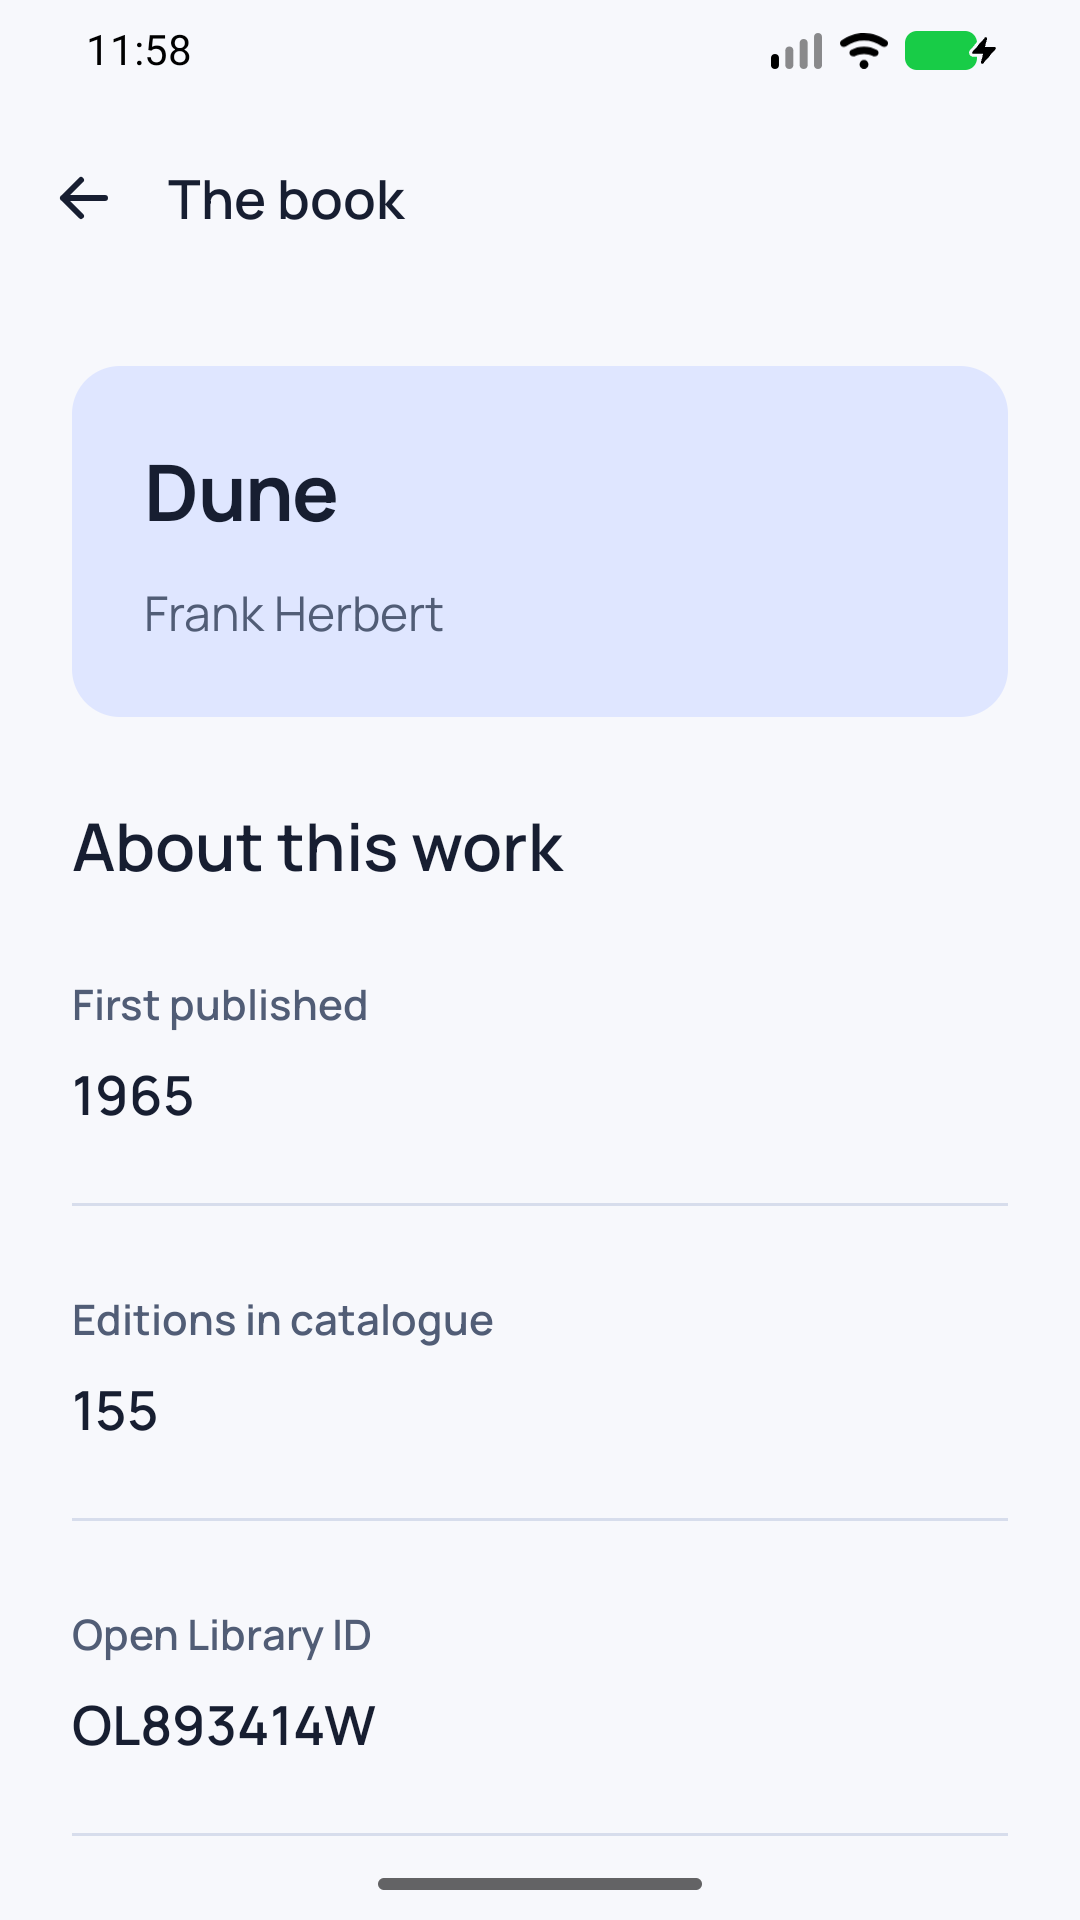 11:58
The book
Dune
Frank Herbert
About this work
First published
1965
Editions in catalogue
155
Open Library ID
OL893414W